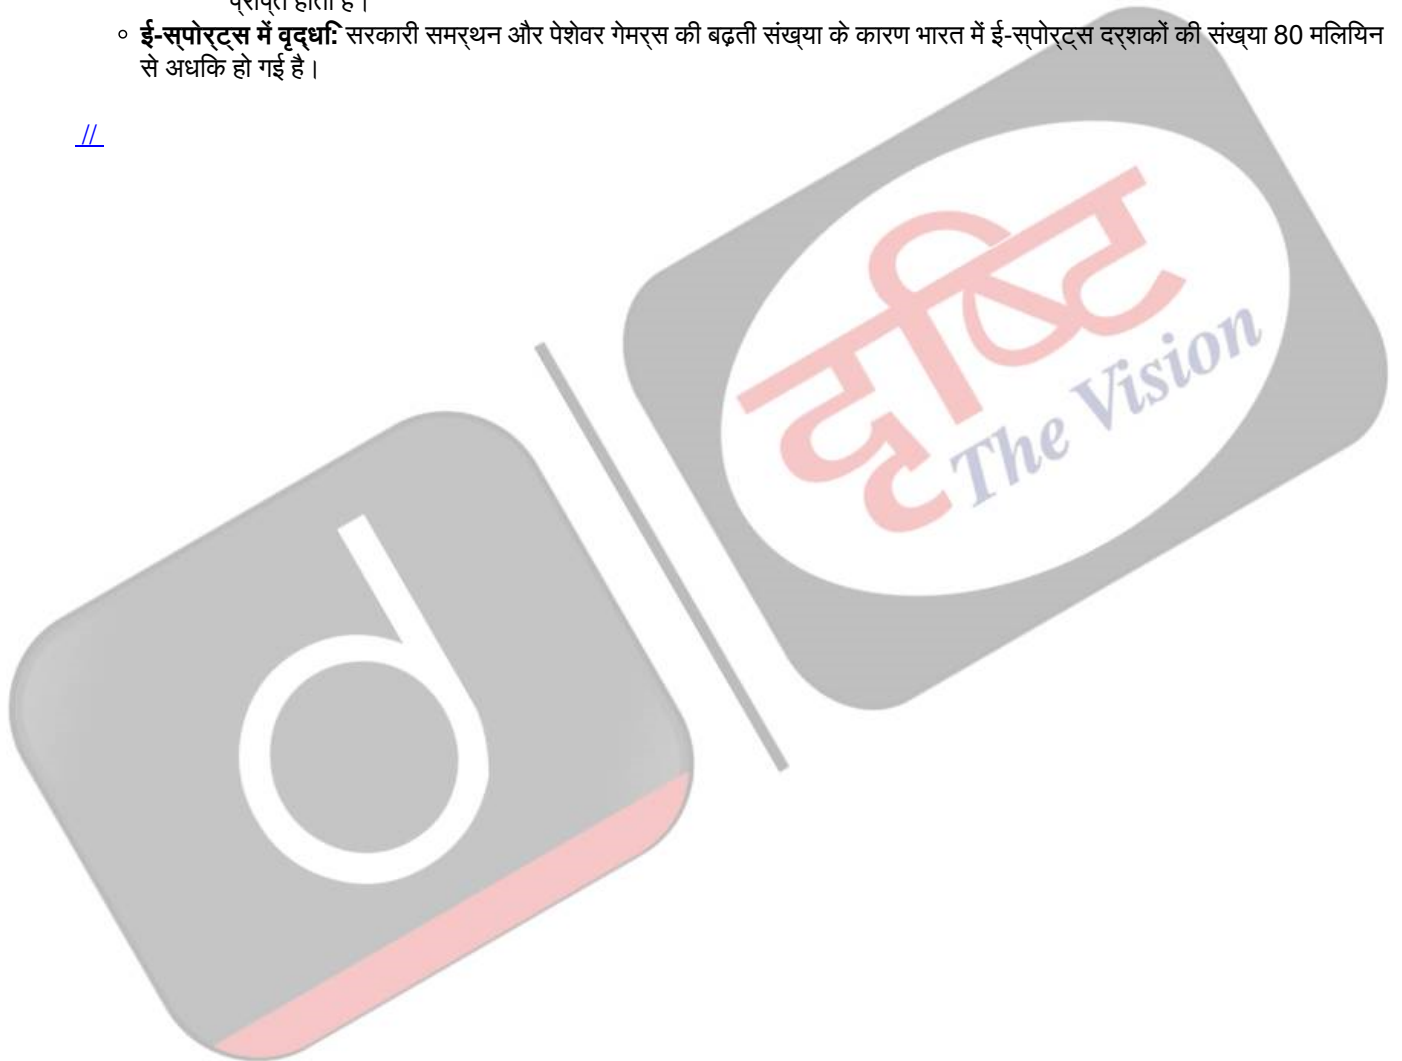 प्राप्त होता है।
ई-स्पोर्ट्स में वृद्धि: सरकारी समर्थन और पेशेवर गेमर्स की बढ़ती संख्या के कारण भारत में ई-स्पोर्ट्स दर्शकों की संख्या 80 मिलियन
से अधिक हो गई है।
//
दृष्टि
The Vision
d